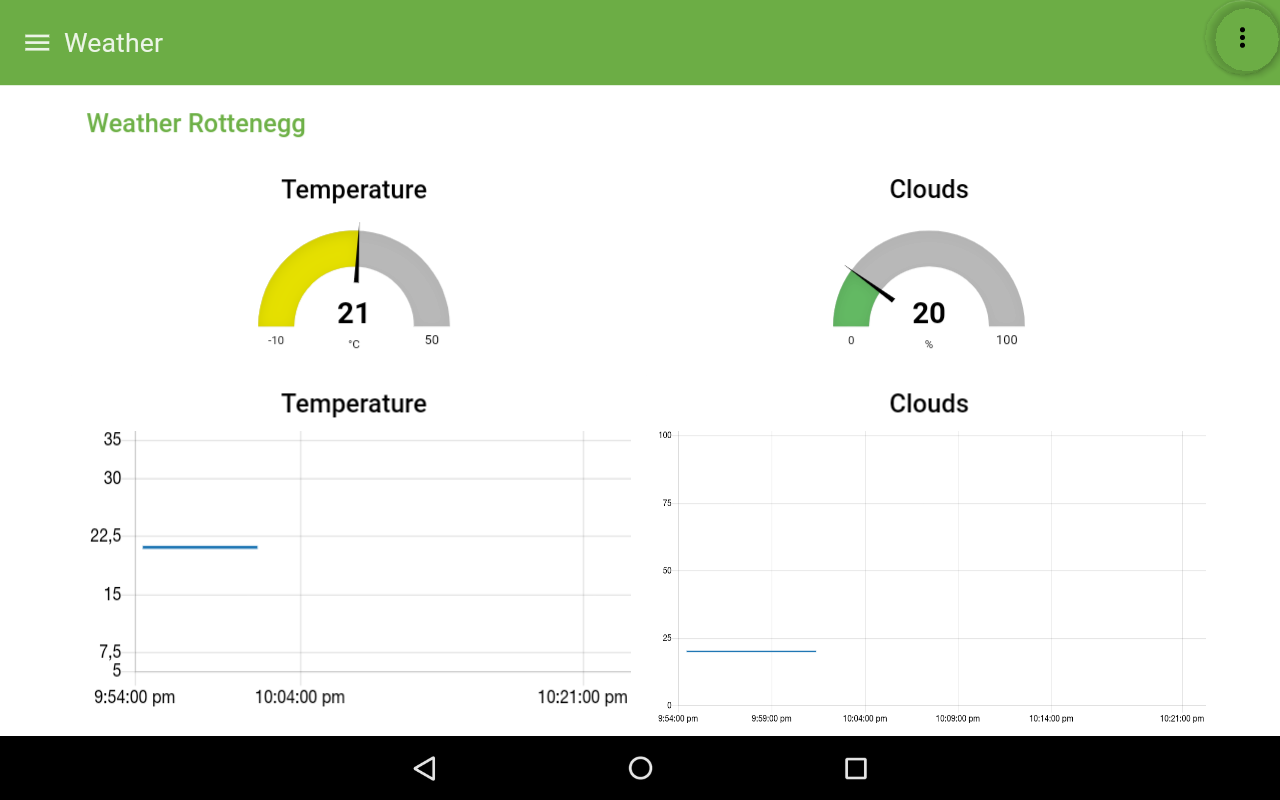 Weather
Weather Rottenegg
Temperature
21
-10
°C
50
Clouds
20
0
%
100
Temperature
35
30
22,5
15
7,5
5
9:54:00 pm
10:04:00 pm
10:21:00 pm
Clouds
100
75
50
25
0
9:54:00 pm
9:59:00 pm
10:04:00 pm
10:09:00 pm
10:14:00 pm
10:21:00 pm